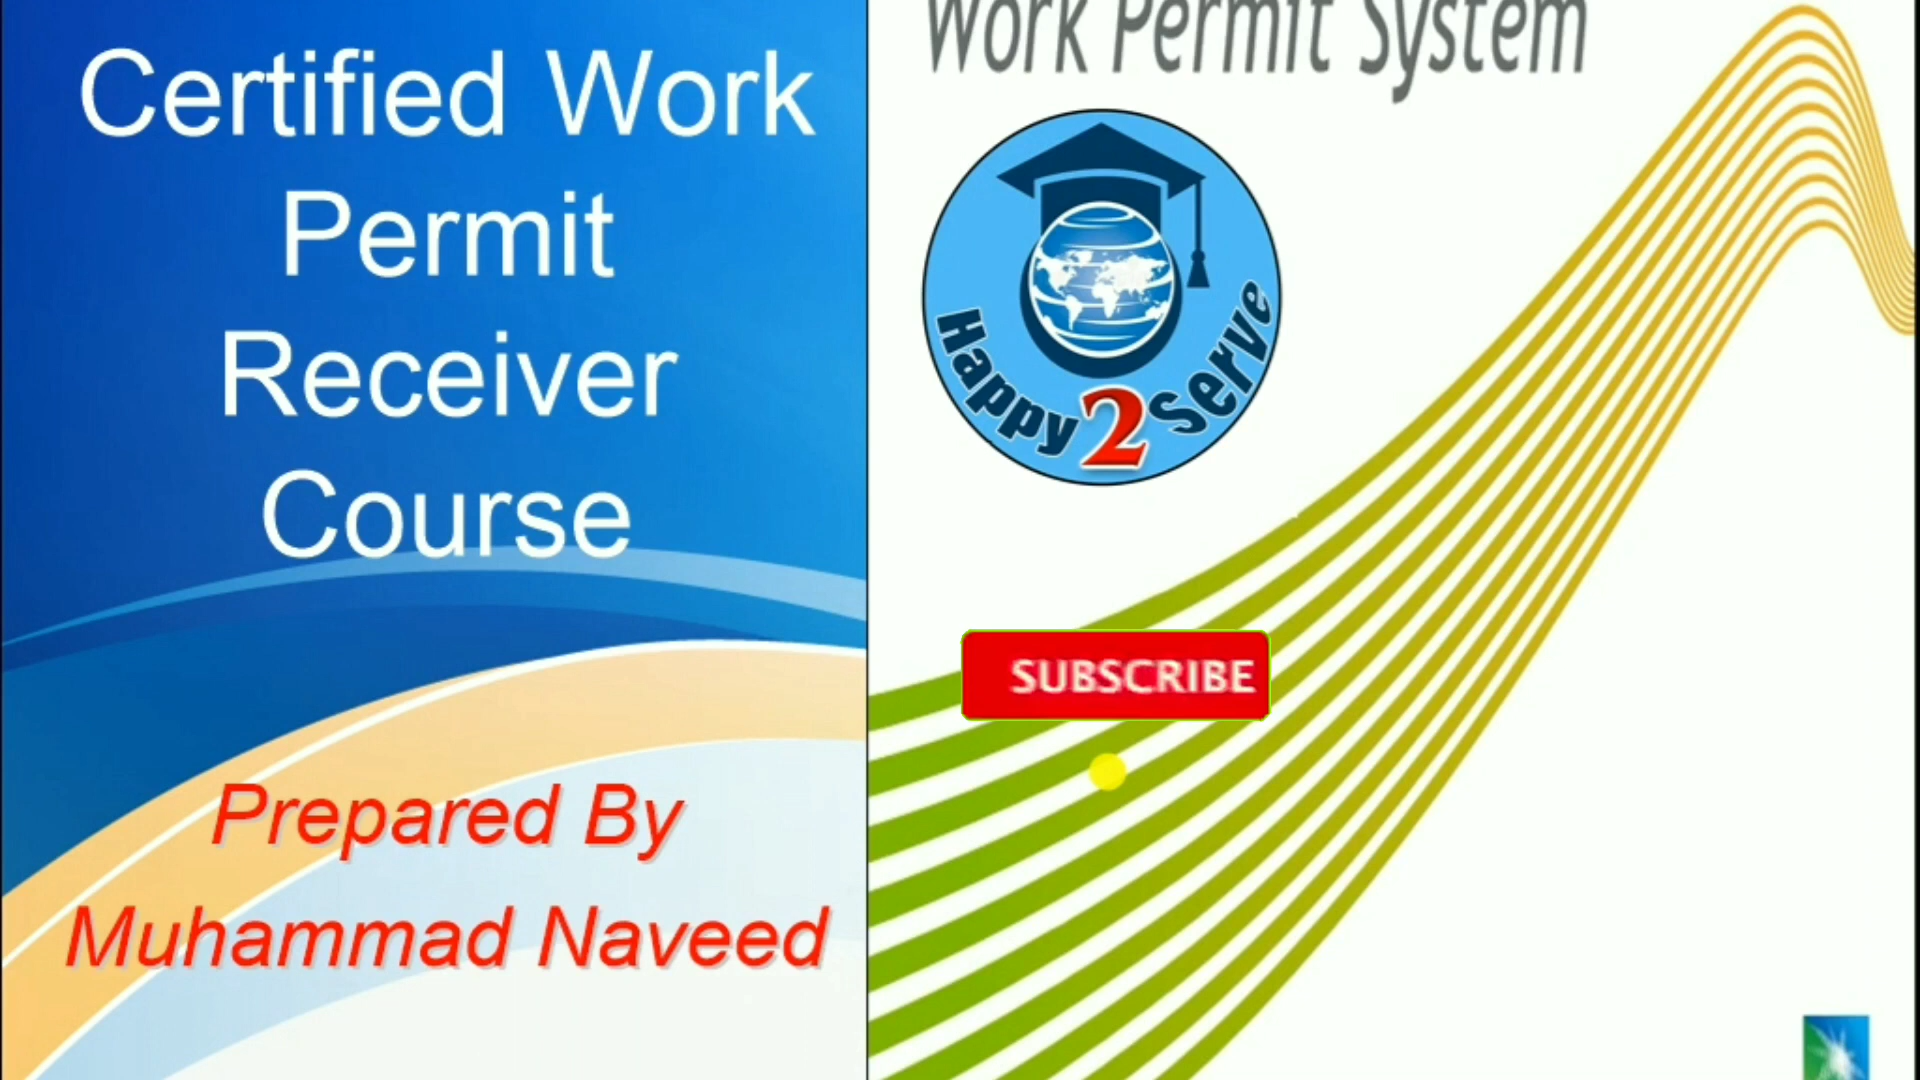 Certified Work
Permit
Receiver
Course
Prepared By
Muhammad Naveed
Work Permit System
Happy 2 Serve
SUBSCRIBE